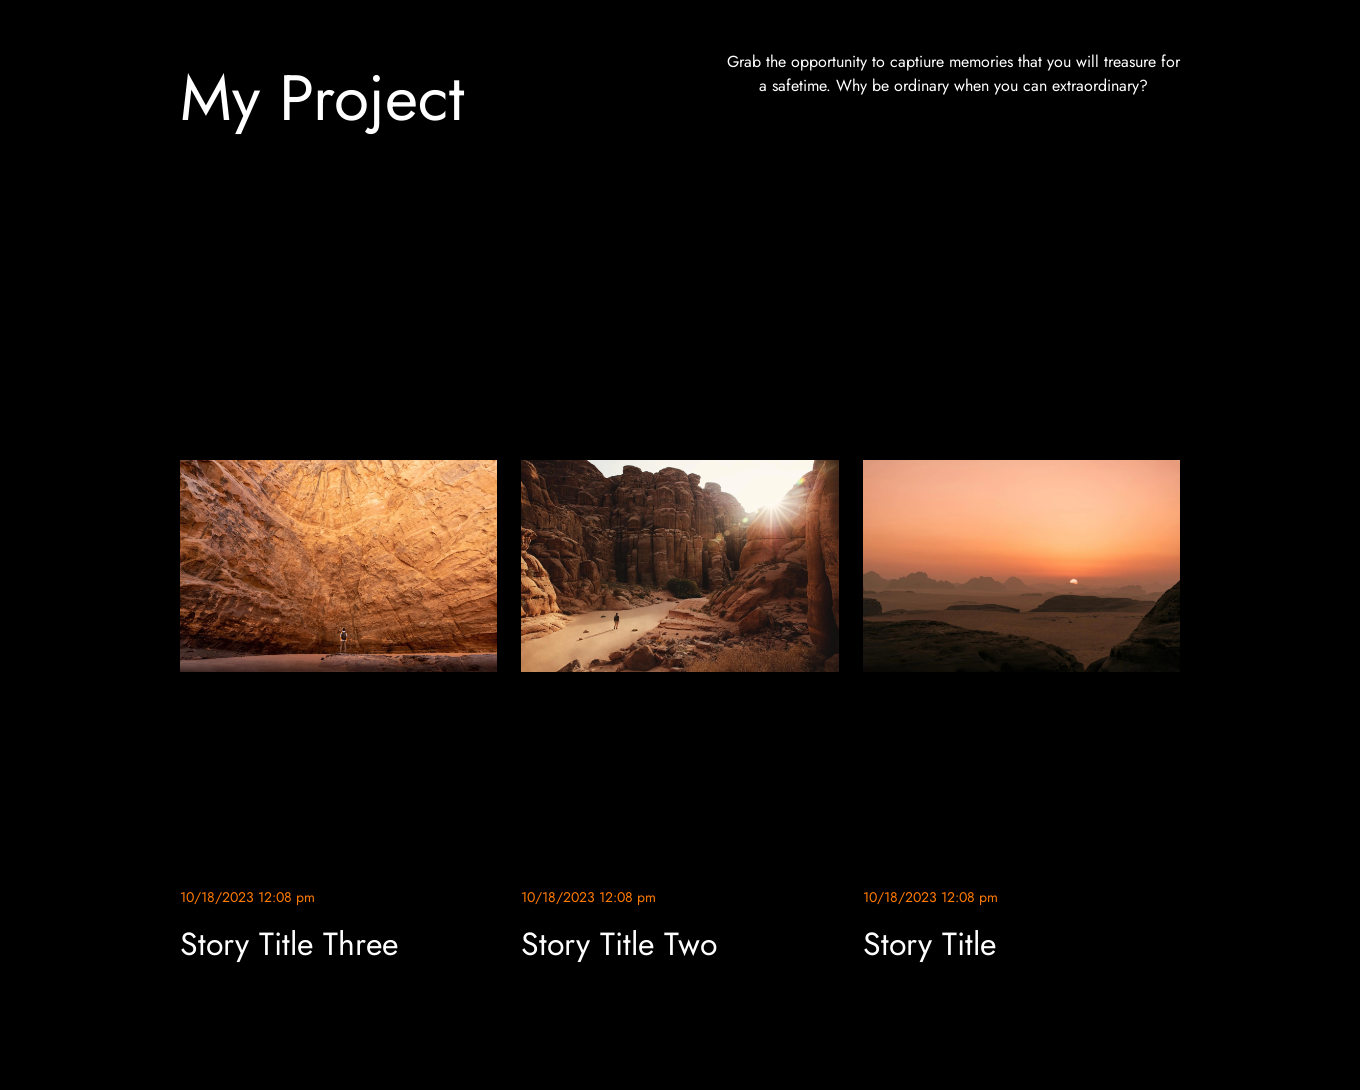 My Project
Grab the opportunity to captiure memories that you will treasure for
a safetime. Why be ordinary when you can extraordinary?
10/18/2023 12:08 pm
Story Title Three
10/18/2023 12:08 pm
Story Title Two
10/18/2023 12:08 pm
Story Title